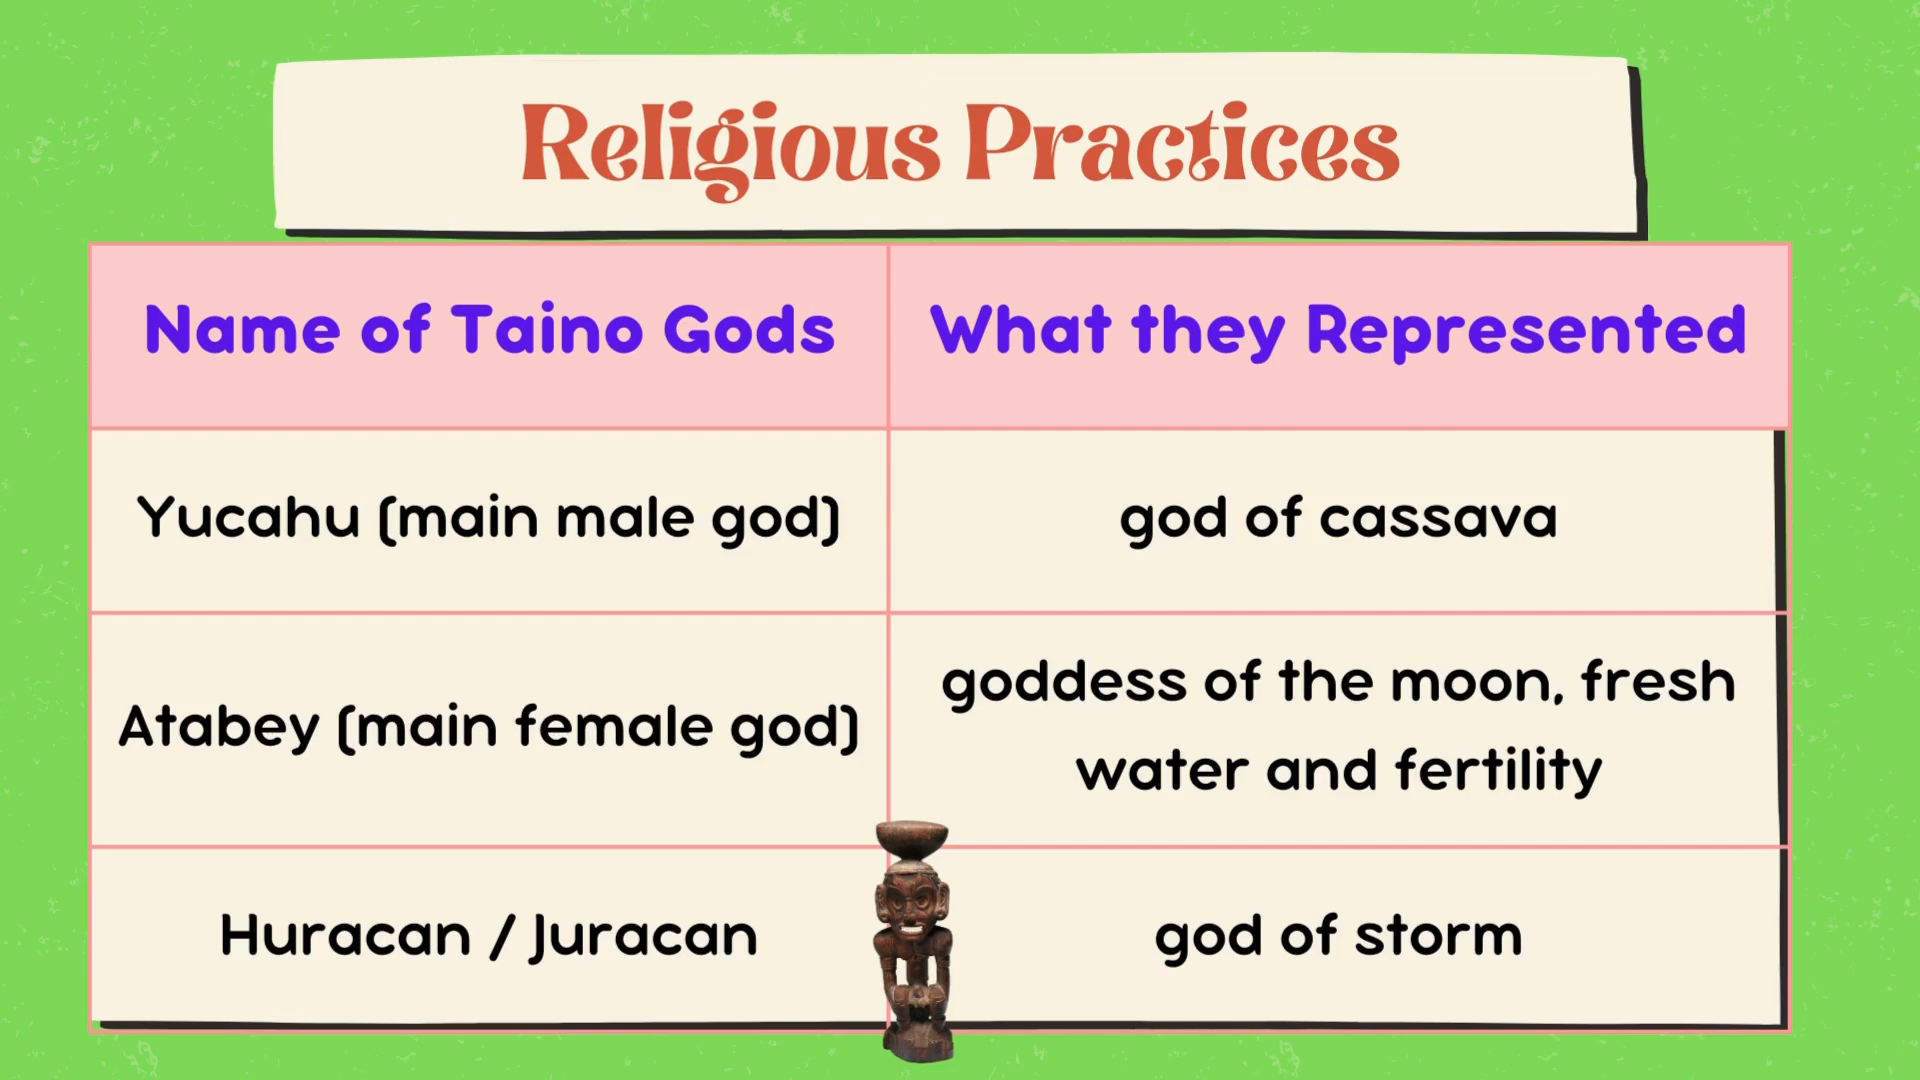 Religious Practices
Name of Taino Gods
What they Represented
Yucahu (main male god)
god of cassava
Atabey (main female god)
goddess of the moon, fresh
water and fertility
Huracan / Juracan
god of storm